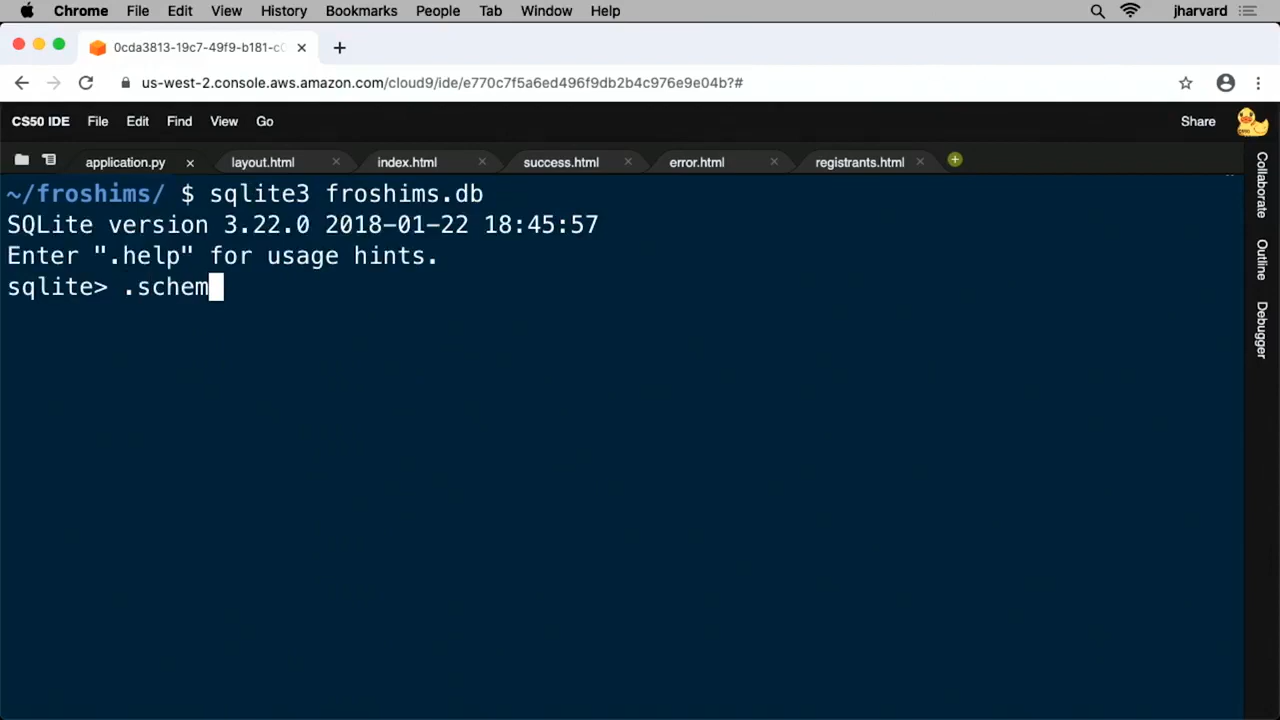 Chrome File Edit View History Bookmarks People Tab Window Help jharvard
0cda3813-19c7-49f9-b181-c
us-west-2.console.aws.amazon.com/cloud9/ide/e770c7f5a6ed496f9db2b4c976e9e04b?#
CS50 IDE File Edit Find View Go Share
application.py layout.html index.html success.html error.html registrants.html
~/froshims/ $ sqlite3 froshims.db
SQLite version 3.22.0 2018-01-22 18:45:57
Enter ".help" for usage hints.
sqlite> .schem
Collaborate
Outline
Debugger